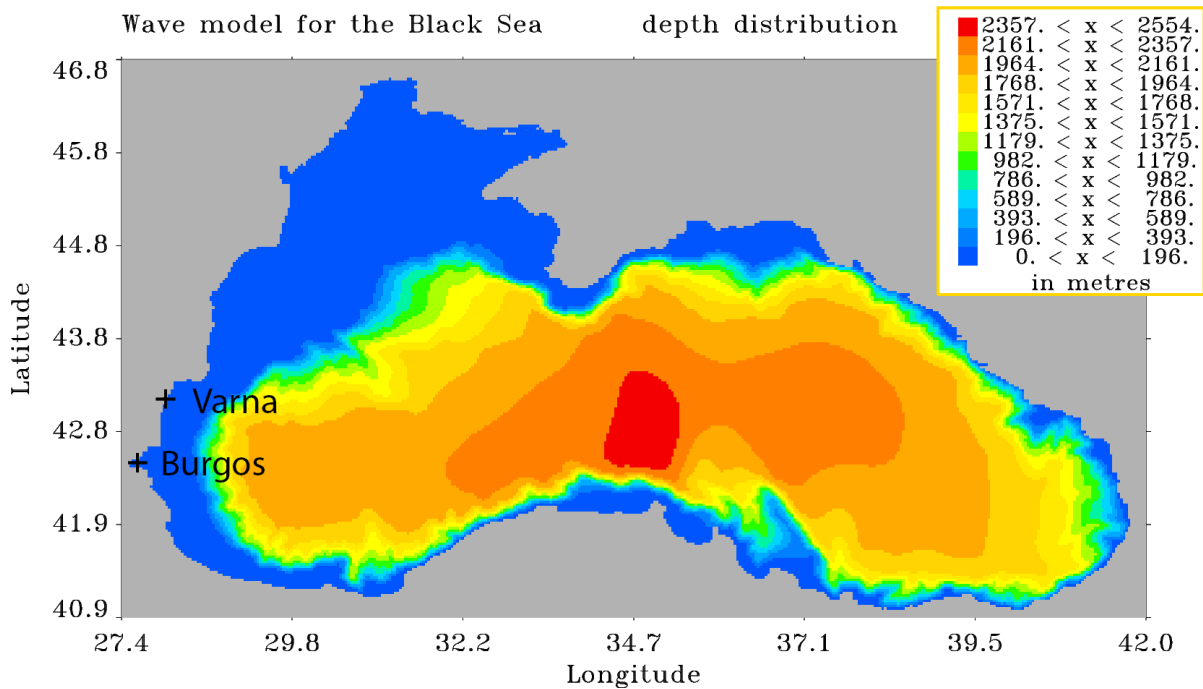 Wave model for the Black Sea depth distribution
2357. < x < 2554.
2161. < x < 2357.
1964. < x < 2161.
1768. < x < 1964.
1571. < x < 1768.
1375. < x < 1571.
1179. < x < 1375.
982. < x < 1179.
786. < x < 982.
589. < x < 786.
393. < x < 589.
196. < x < 393.
0. < x < 196.
in metres
46.8
45.8
44.8
43.8
42.8
41.9
40.9
Latitude
Varna
Burgos
27.4 29.8 32.2 34.7 37.1 39.5 42.0
Longitude